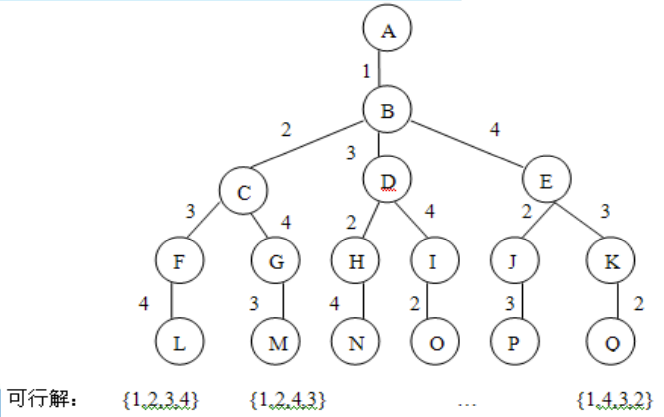 A
1
B
2 3 4
C D E
3 4 2 4 2 3
F G H I J K
4 3 4 2 3 2
L M N O P Q
可行解： {1,2,3,4} {1,2,4,3} ... {1,4,3,2}